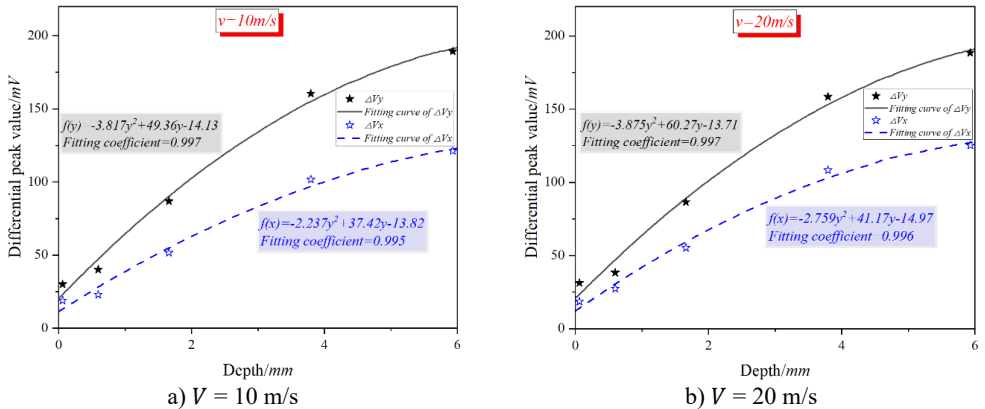 v=10m/s
200
150
100
50
0
0
2
4
6
Differential peak value/mV
Depth/mm
ΔVy
Fitting curve of ΔVy
ΔVx
Fitting curve of ΔVx
f(y) -3.817y²+49.36y-14.13
Fitting coefficient=0.997
f(x)=-2.237y²+37.42y-13.82
Fitting coefficient=0.995
a) V = 10 m/s
v=20m/s
200
150
100
50
0
0
2
4
6
Differential peak value/mV
Depth/mm
ΔVy
Fitting curve of ΔVy
ΔVx
Fitting curve of ΔVx
f(y)=-3.875y²+60.27y-13.71
Fitting coefficient=0.997
f(x)=-2.759y²+41.17y-14.97
Fitting coefficient 0.996
b) V = 20 m/s